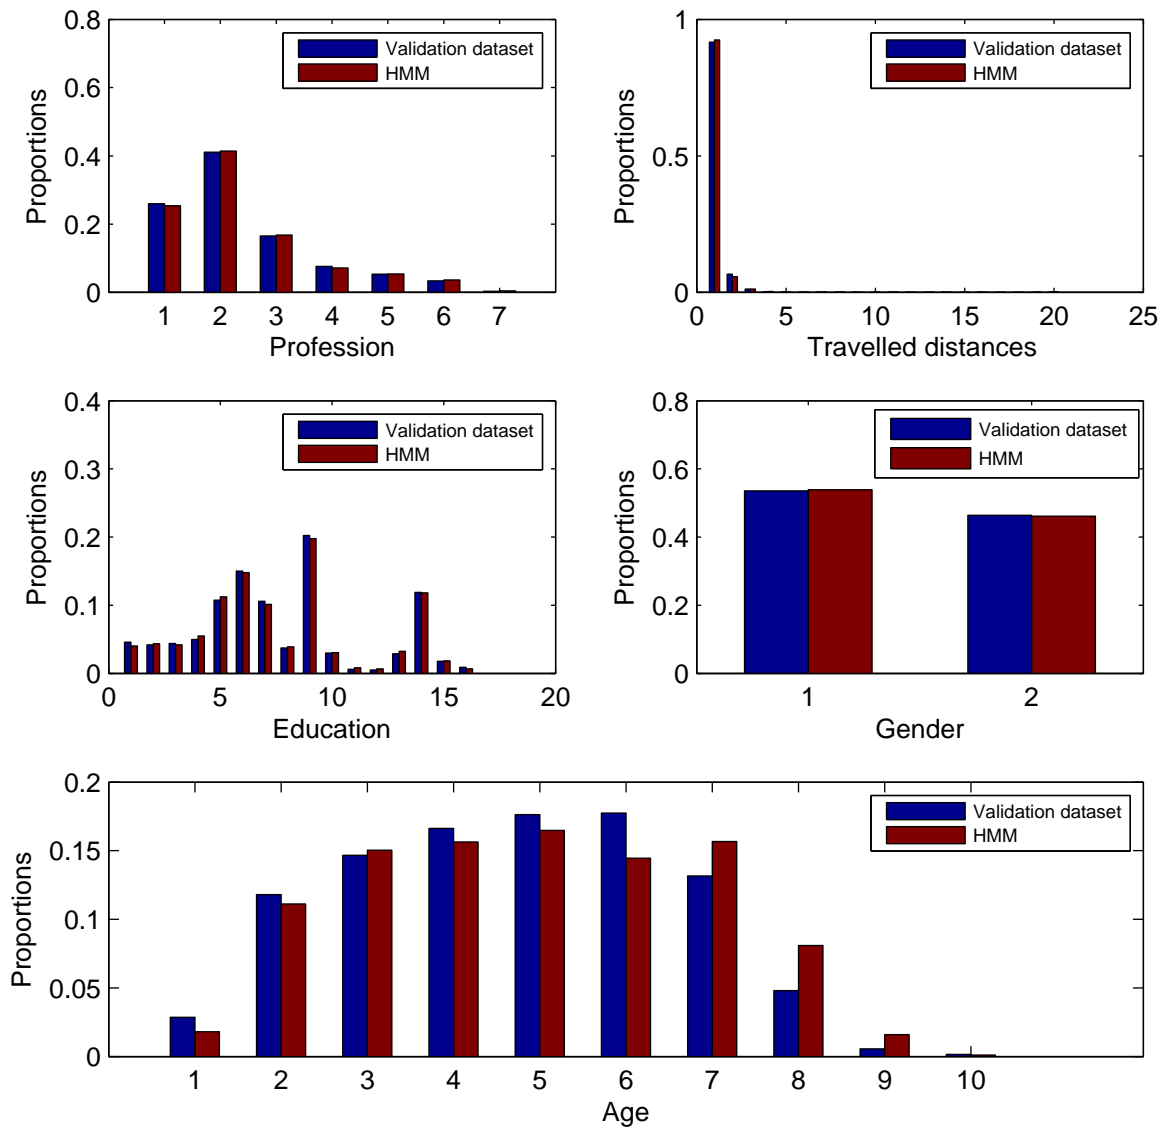 0.8
0.6
0.4
0.2
0
Proportions
Validation dataset
HMM
1 2 3 4 5 6 7
Profession
1
0.5
0
Proportions
Validation dataset
HMM
0 5 10 15 20 25
Travelled distances
0.4
0.3
0.2
0.1
0
Proportions
Validation dataset
HMM
0 5 10 15 20
Education
0.8
0.6
0.4
0.2
0
Proportions
Validation dataset
HMM
1 2
Gender
0.2
0.15
0.1
0.05
0
Proportions
Validation dataset
HMM
1 2 3 4 5 6 7 8 9 10
Age